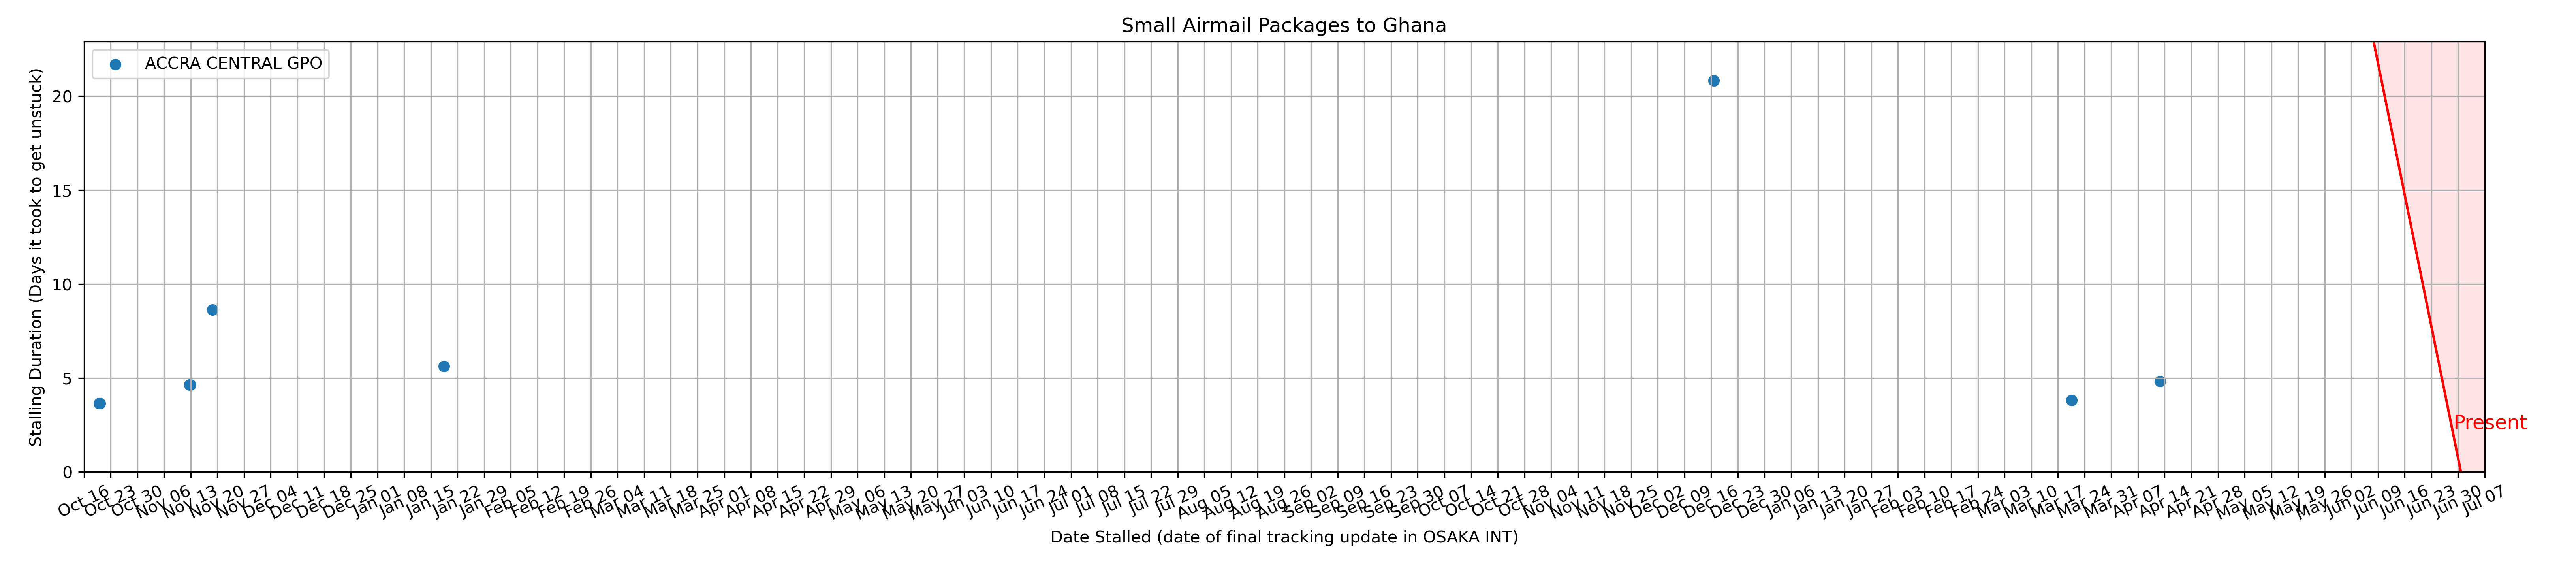 Small Airmail Packages to Ghana
ACCRA CENTRAL GPO
Stalling Duration (Days it took to get unstuck)
20
15
10
5
0
Present
Oct 16
Oct 23
Oct 30
Nov 06
Nov 13
Nov 20
Nov 27
Dec 04
Dec 11
Dec 18
Dec 25
Jan 01
Jan 08
Jan 15
Jan 22
Jan 29
Feb 05
Feb 12
Feb 19
Feb 26
Mar 04
Mar 11
Mar 18
Mar 25
Apr 01
Apr 08
Apr 15
Apr 22
Apr 29
May 06
May 13
May 20
May 27
Jun 03
Jun 10
Jun 17
Jun 24
Jul 01
Jul 08
Jul 15
Jul 22
Jul 29
Aug 05
Aug 12
Aug 19
Aug 26
Sep 02
Sep 09
Sep 16
Sep 23
Sep 30
Oct 07
Oct 14
Oct 21
Oct 28
Nov 04
Nov 11
Nov 18
Nov 25
Dec 02
Dec 09
Dec 16
Dec 23
Dec 30
Jan 06
Jan 13
Jan 20
Jan 27
Feb 03
Feb 10
Feb 17
Feb 24
Mar 03
Mar 10
Mar 17
Mar 24
Mar 31
Apr 07
Apr 14
Apr 21
Apr 28
May 05
May 12
May 19
May 26
Jun 02
Jun 09
Jun 16
Jun 23
Jun 30
Jul 07
Date Stalled (date of final tracking update in OSAKA INT)